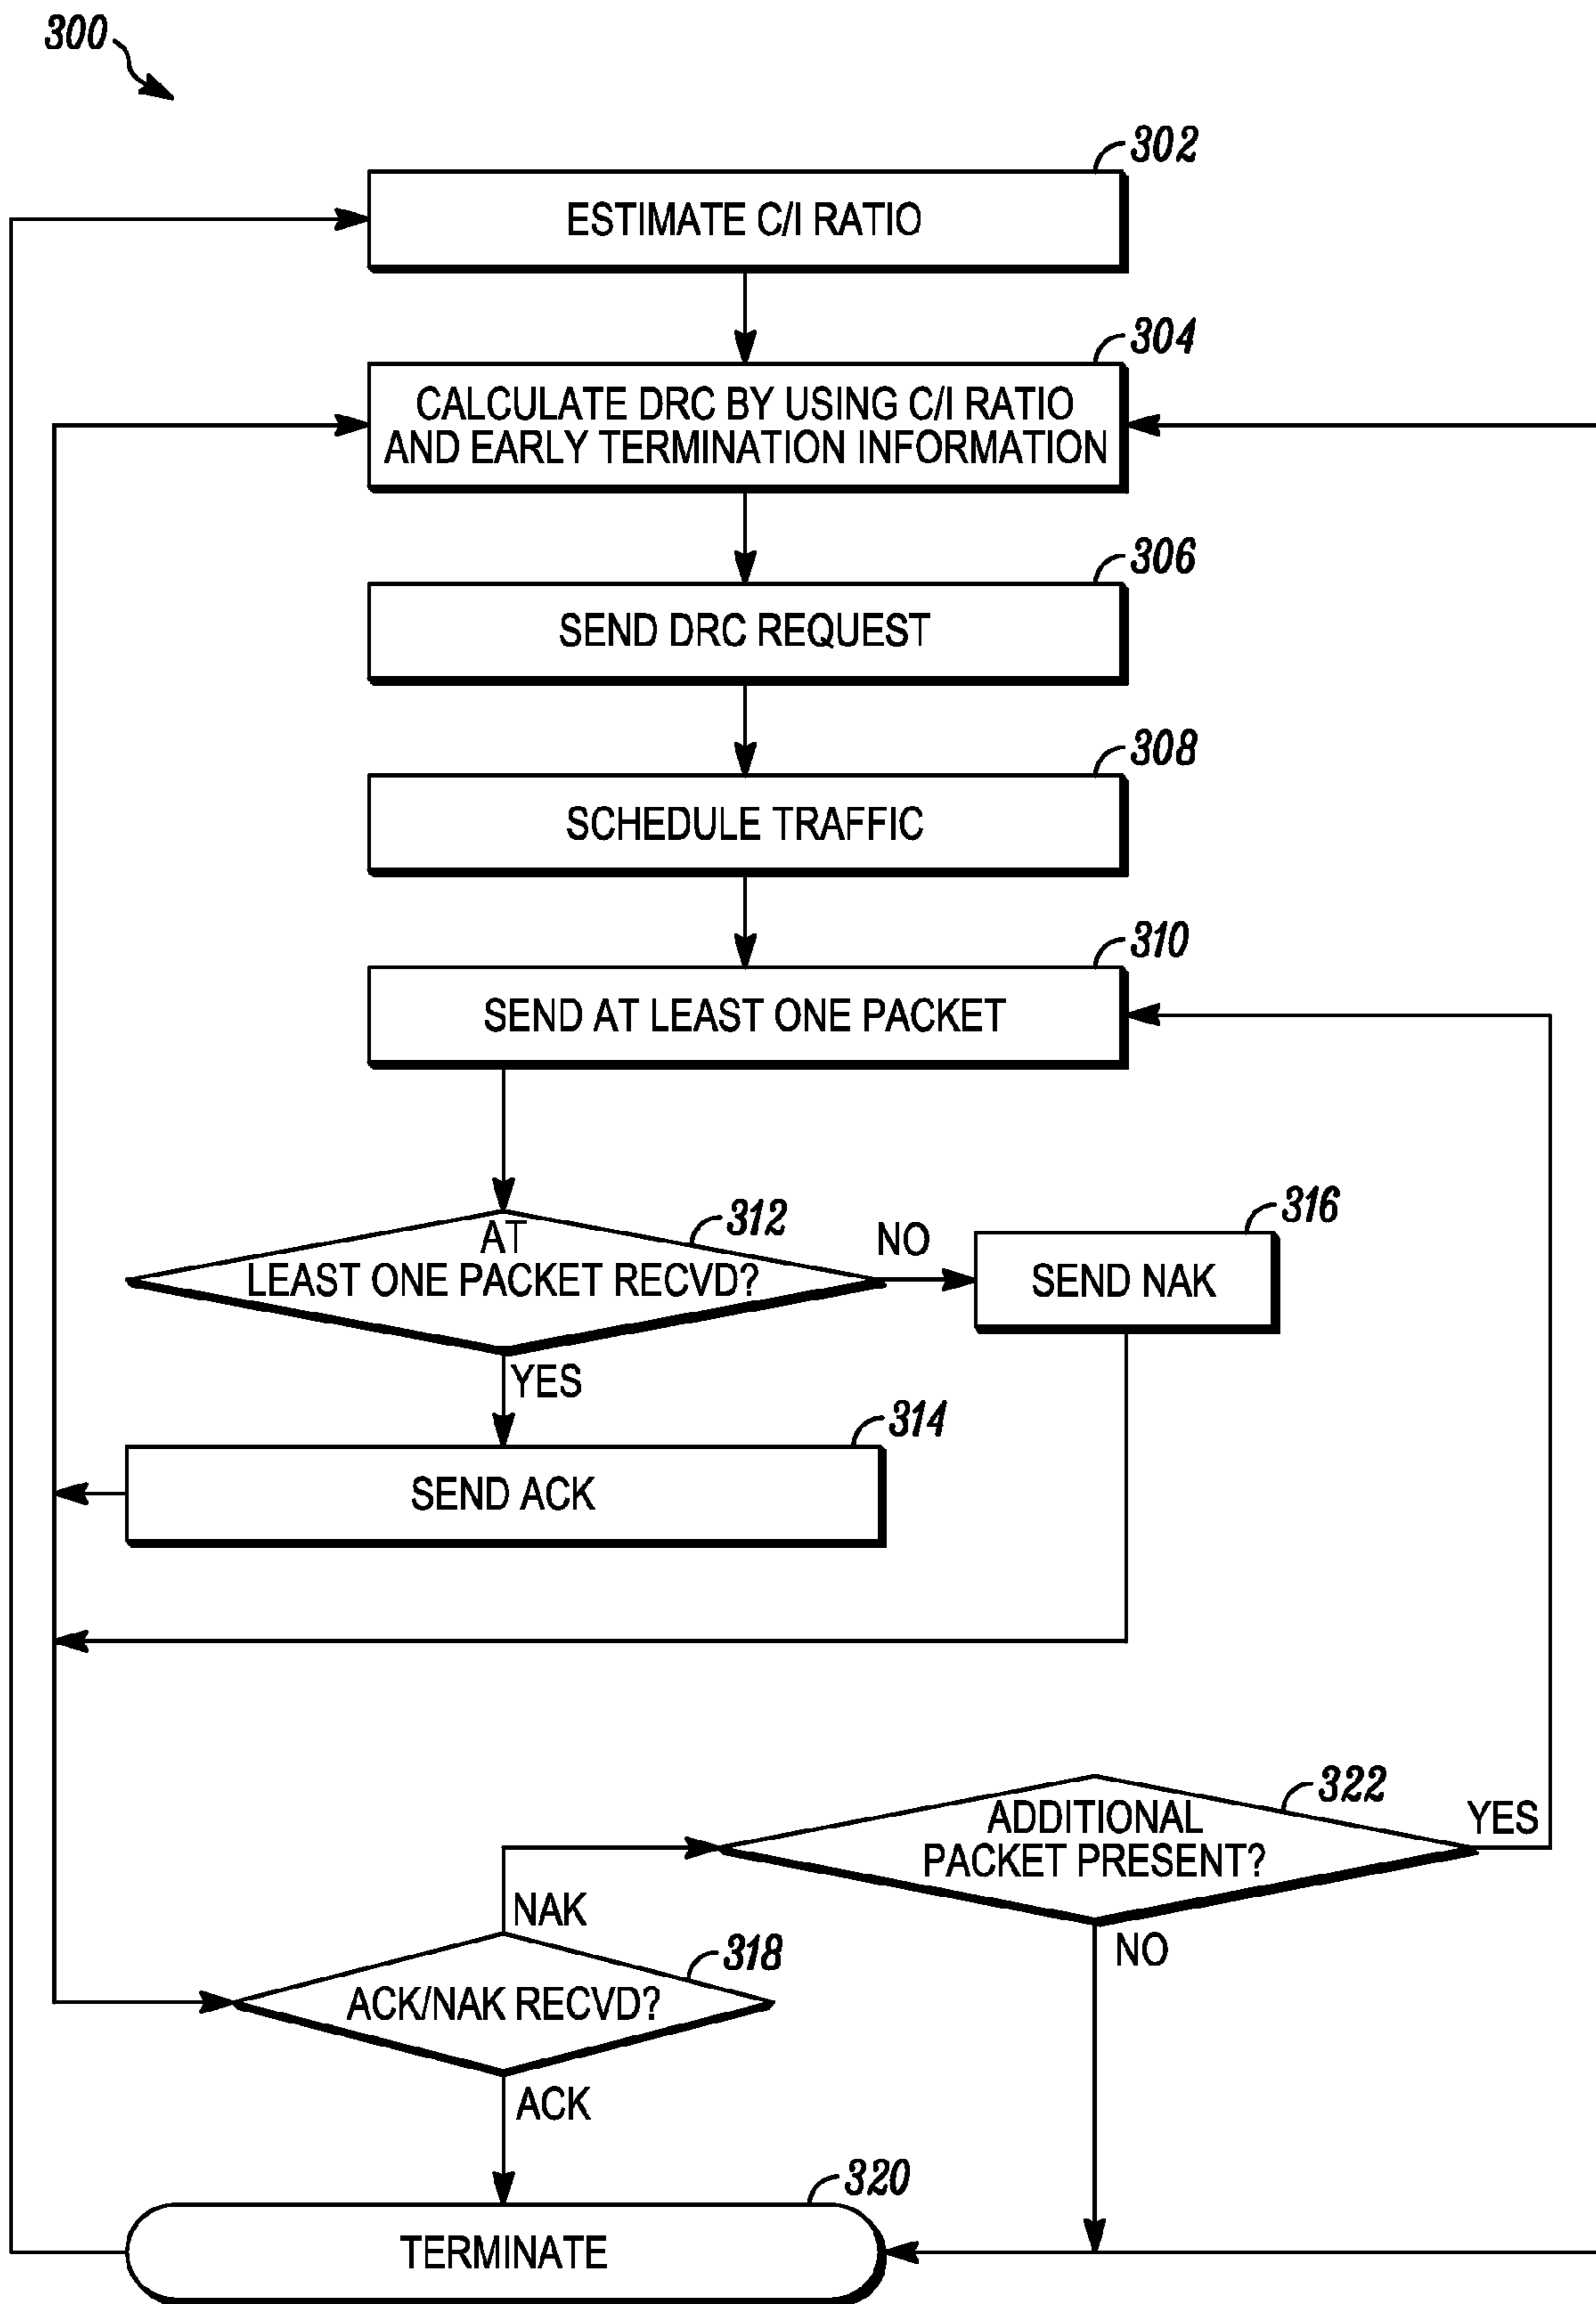 300
302
ESTIMATE C/I RATIO
304
CALCULATE DRC BY USING C/I RATIO
AND EARLY TERMINATION INFORMATION
306
SEND DRC REQUEST
308
SCHEDULE TRAFFIC
310
SEND AT LEAST ONE PACKET
312
AT
LEAST ONE PACKET RECVD?
NO
316
SEND NAK
YES
314
SEND ACK
322
ADDITIONAL
PACKET PRESENT?
YES
NAK
NO
318
ACK/NAK RECVD?
ACK
320
TERMINATE